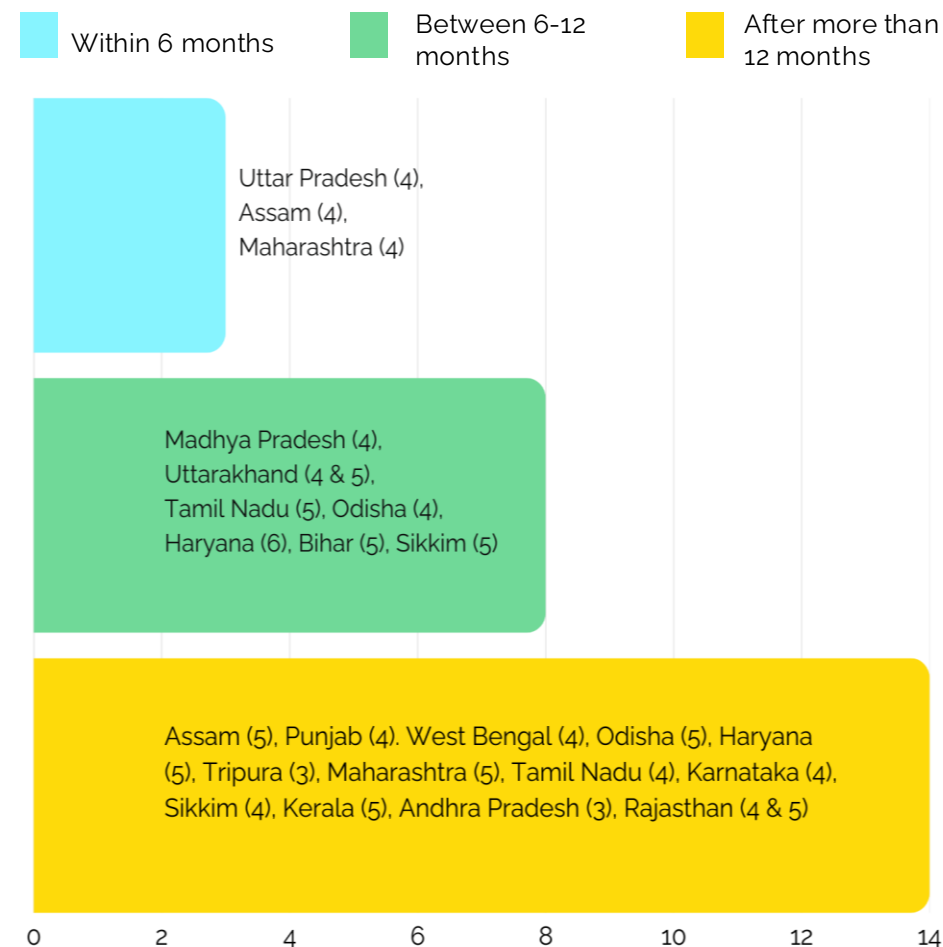 Within 6 months
Between 6-12
months
After more than
12 months
Uttar Pradesh (4),
Assam (4),
Maharashtra (4)
Madhya Pradesh (4),
Uttarakhand (4 & 5),
Tamil Nadu (5), Odisha (4),
Haryana (6), Bihar (5), Sikkim (5)
Assam (5), Punjab (4). West Bengal (4), Odisha (5), Haryana
(5), Tripura (3), Maharashtra (5), Tamil Nadu (4), Karnataka (4),
Sikkim (4), Kerala (5), Andhra Pradesh (3), Rajasthan (4 & 5)
0 2 4 6 8 10 12 14